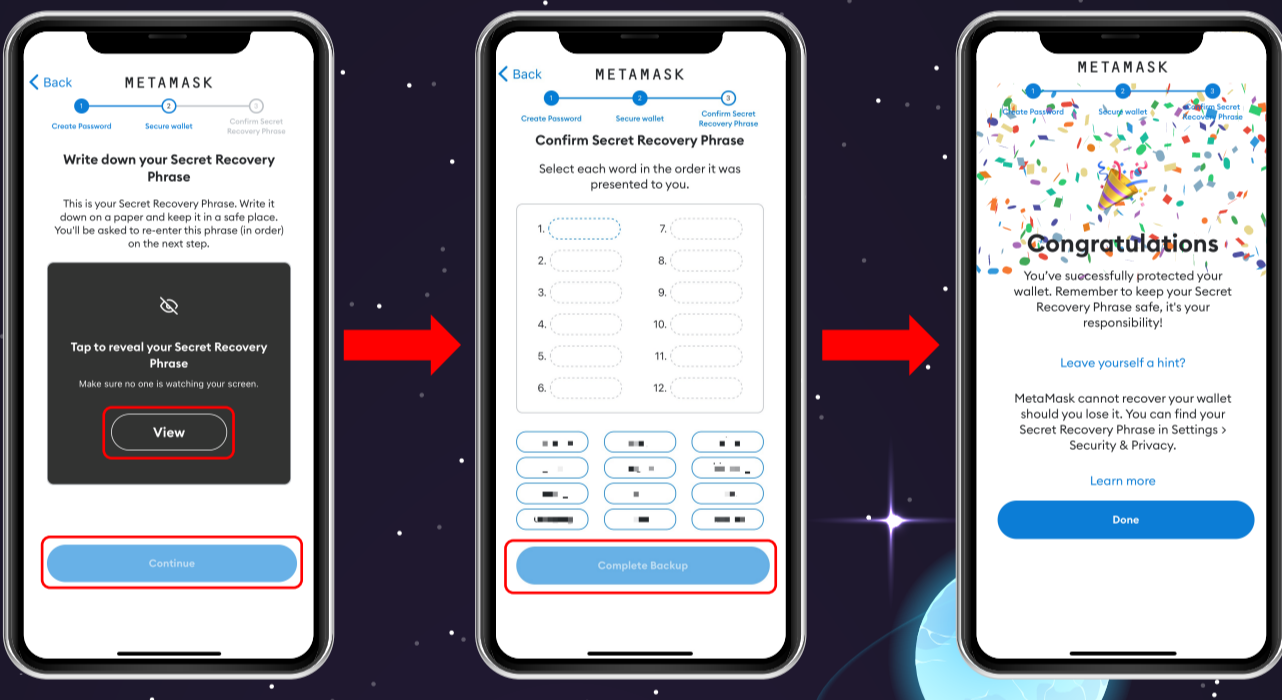 Back
METAMASK
1
2
3
Create Password
Secure wallet
Confirm Secret
Recovery Phrase
Write down your Secret Recovery
Phrase
This is your Secret Recovery Phrase. Write it
down on a paper and keep it in a safe place.
You'll be asked to re-enter this phrase (in order)
on the next step.
Tap to reveal your Secret Recovery
Phrase
Make sure no one is watching your screen.
View
Continue
Back
METAMASK
1
2
3
Create Password
Secure wallet
Confirm Secret
Recovery Phrase
Confirm Secret Recovery Phrase
Select each word in the order it was
presented to you.
1.
2.
3.
4.
5.
6.
7.
8.
9.
10.
11.
12.
Complete Backup
METAMASK
1
2
3
Create Password
Secure wallet
Confirm Secret
Recovery Phrase
Congratulations
You've successfully protected your
wallet. Remember to keep your Secret
Recovery Phrase safe, it's your
responsibility!
Leave yourself a hint?
MetaMask cannot recover your wallet
should you lose it. You can find your
Secret Recovery Phrase in Settings >
Security & Privacy.
Learn more
Done